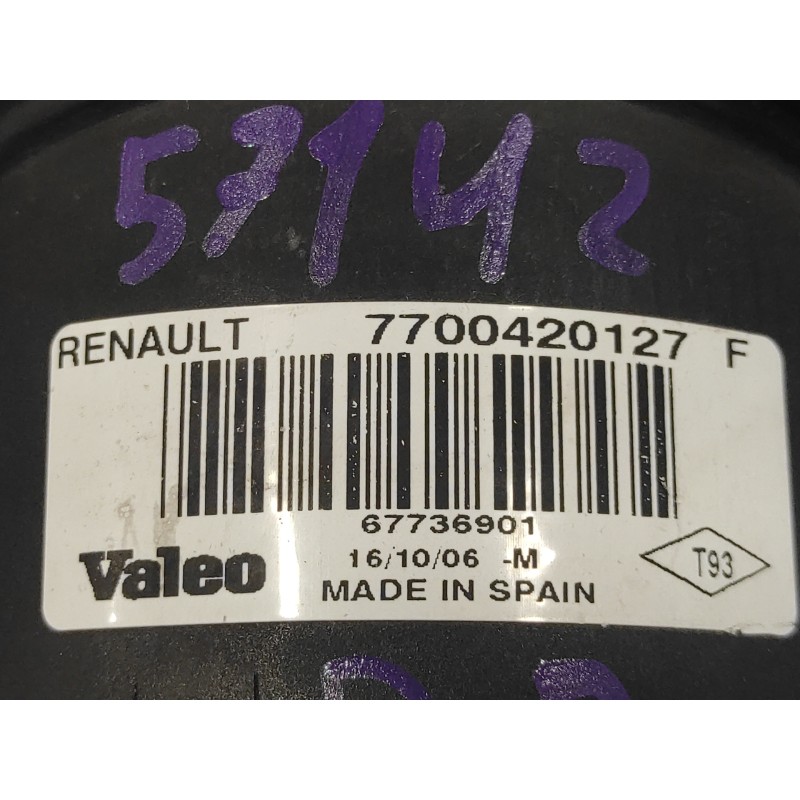 57142
RENAULT 7700420127 F
67736901
Valeo 16/10/06 -M T93
MADE IN SPAIN